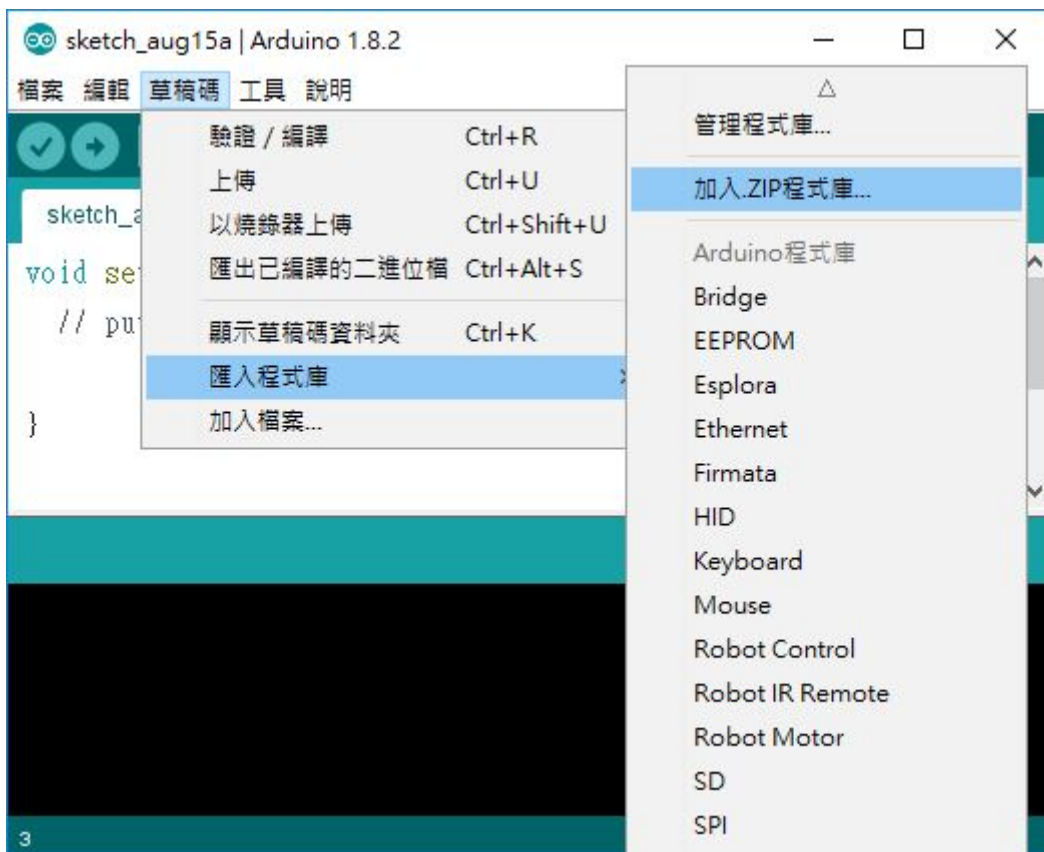 sketch_aug15a | Arduino 1.8.2
檔案 編輯 草稿碼 工具 說明
驗證 / 編譯 Ctrl+R
上傳 Ctrl+U
以燒錄器上傳 Ctrl+Shift+U
匯出已編譯的二進位檔 Ctrl+Alt+S
顯示草稿碼資料夾 Ctrl+K
匯入程式庫
加入檔案...
管理程式庫...
加入.ZIP程式庫...
Arduino程式庫
Bridge
EEPROM
Esplora
Ethernet
Firmata
HID
Keyboard
Mouse
Robot Control
Robot IR Remote
Robot Motor
SD
SPI
sketch_a
void se
// pu
}
3